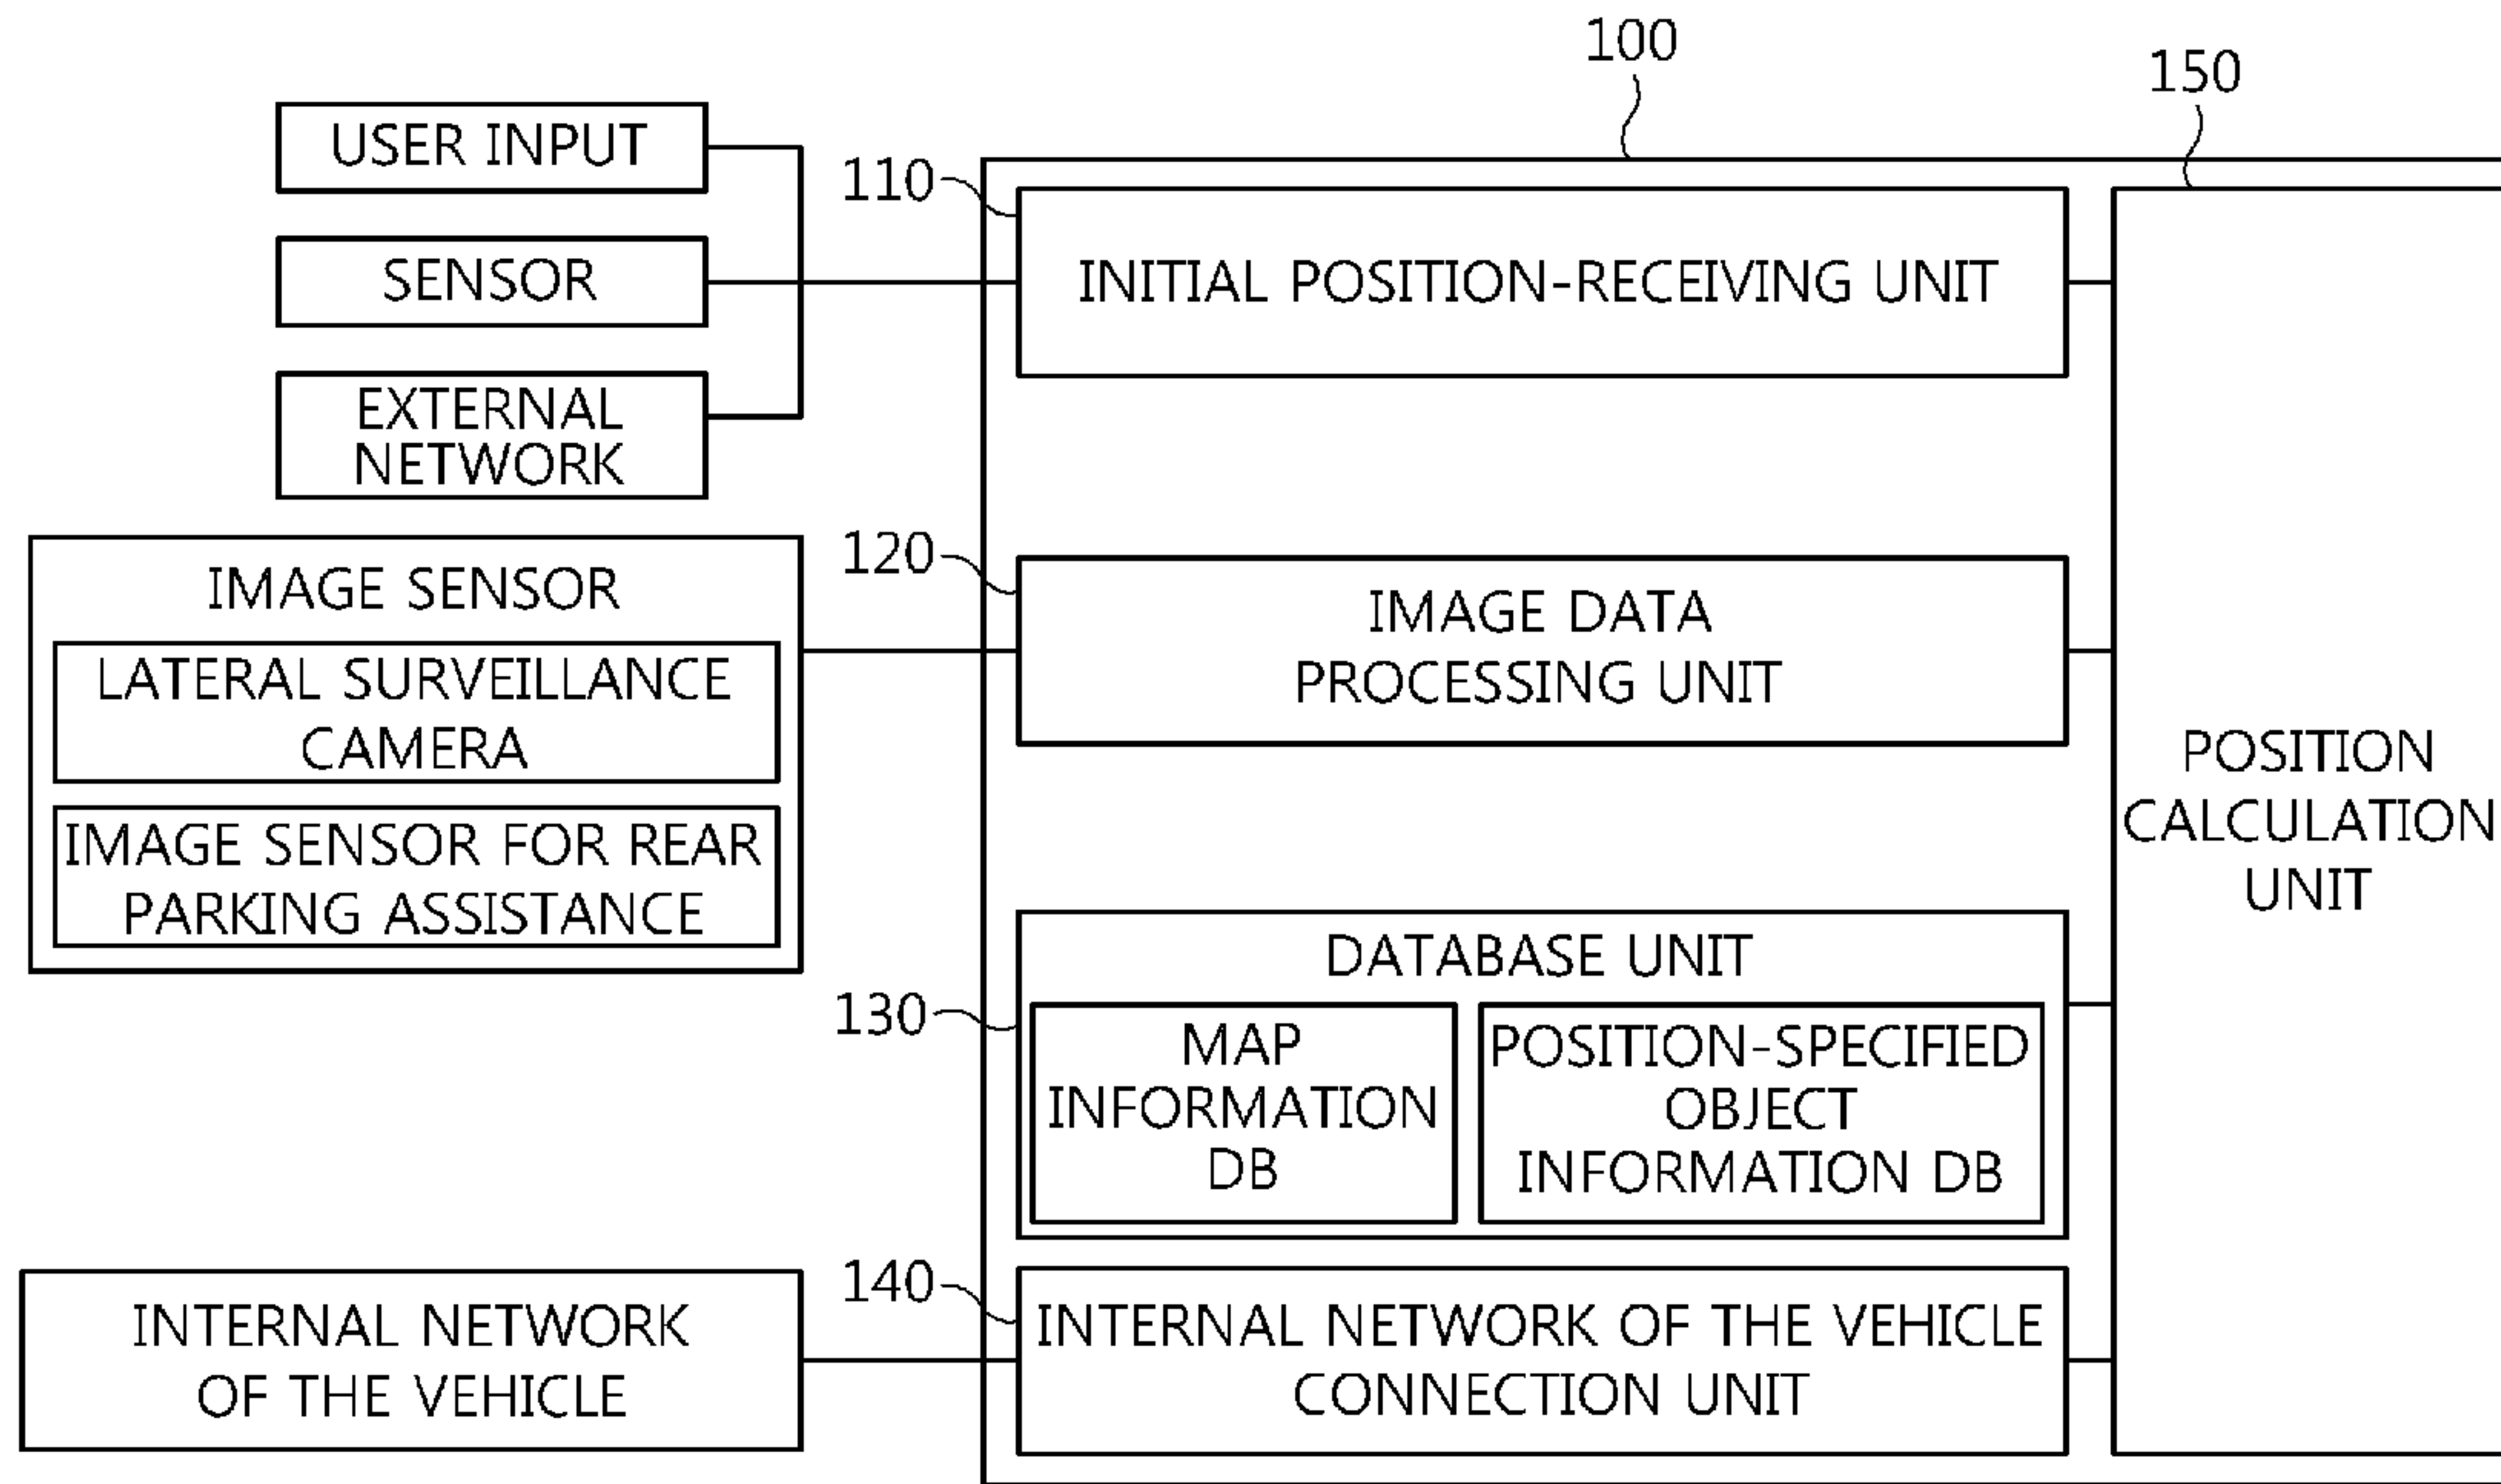 100
150
USER INPUT
110
SENSOR
INITIAL POSITION-RECEIVING UNIT
EXTERNAL
NETWORK
120
IMAGE SENSOR
LATERAL SURVEILLANCE
CAMERA
IMAGE SENSOR FOR REAR
PARKING ASSISTANCE
IMAGE DATA
PROCESSING UNIT
POSITION
CALCULATION
UNIT
130
DATABASE UNIT
MAP
INFORMATION
DB
POSITION-SPECIFIED
OBJECT
INFORMATION DB
140
INTERNAL NETWORK
OF THE VEHICLE
INTERNAL NETWORK OF THE VEHICLE
CONNECTION UNIT